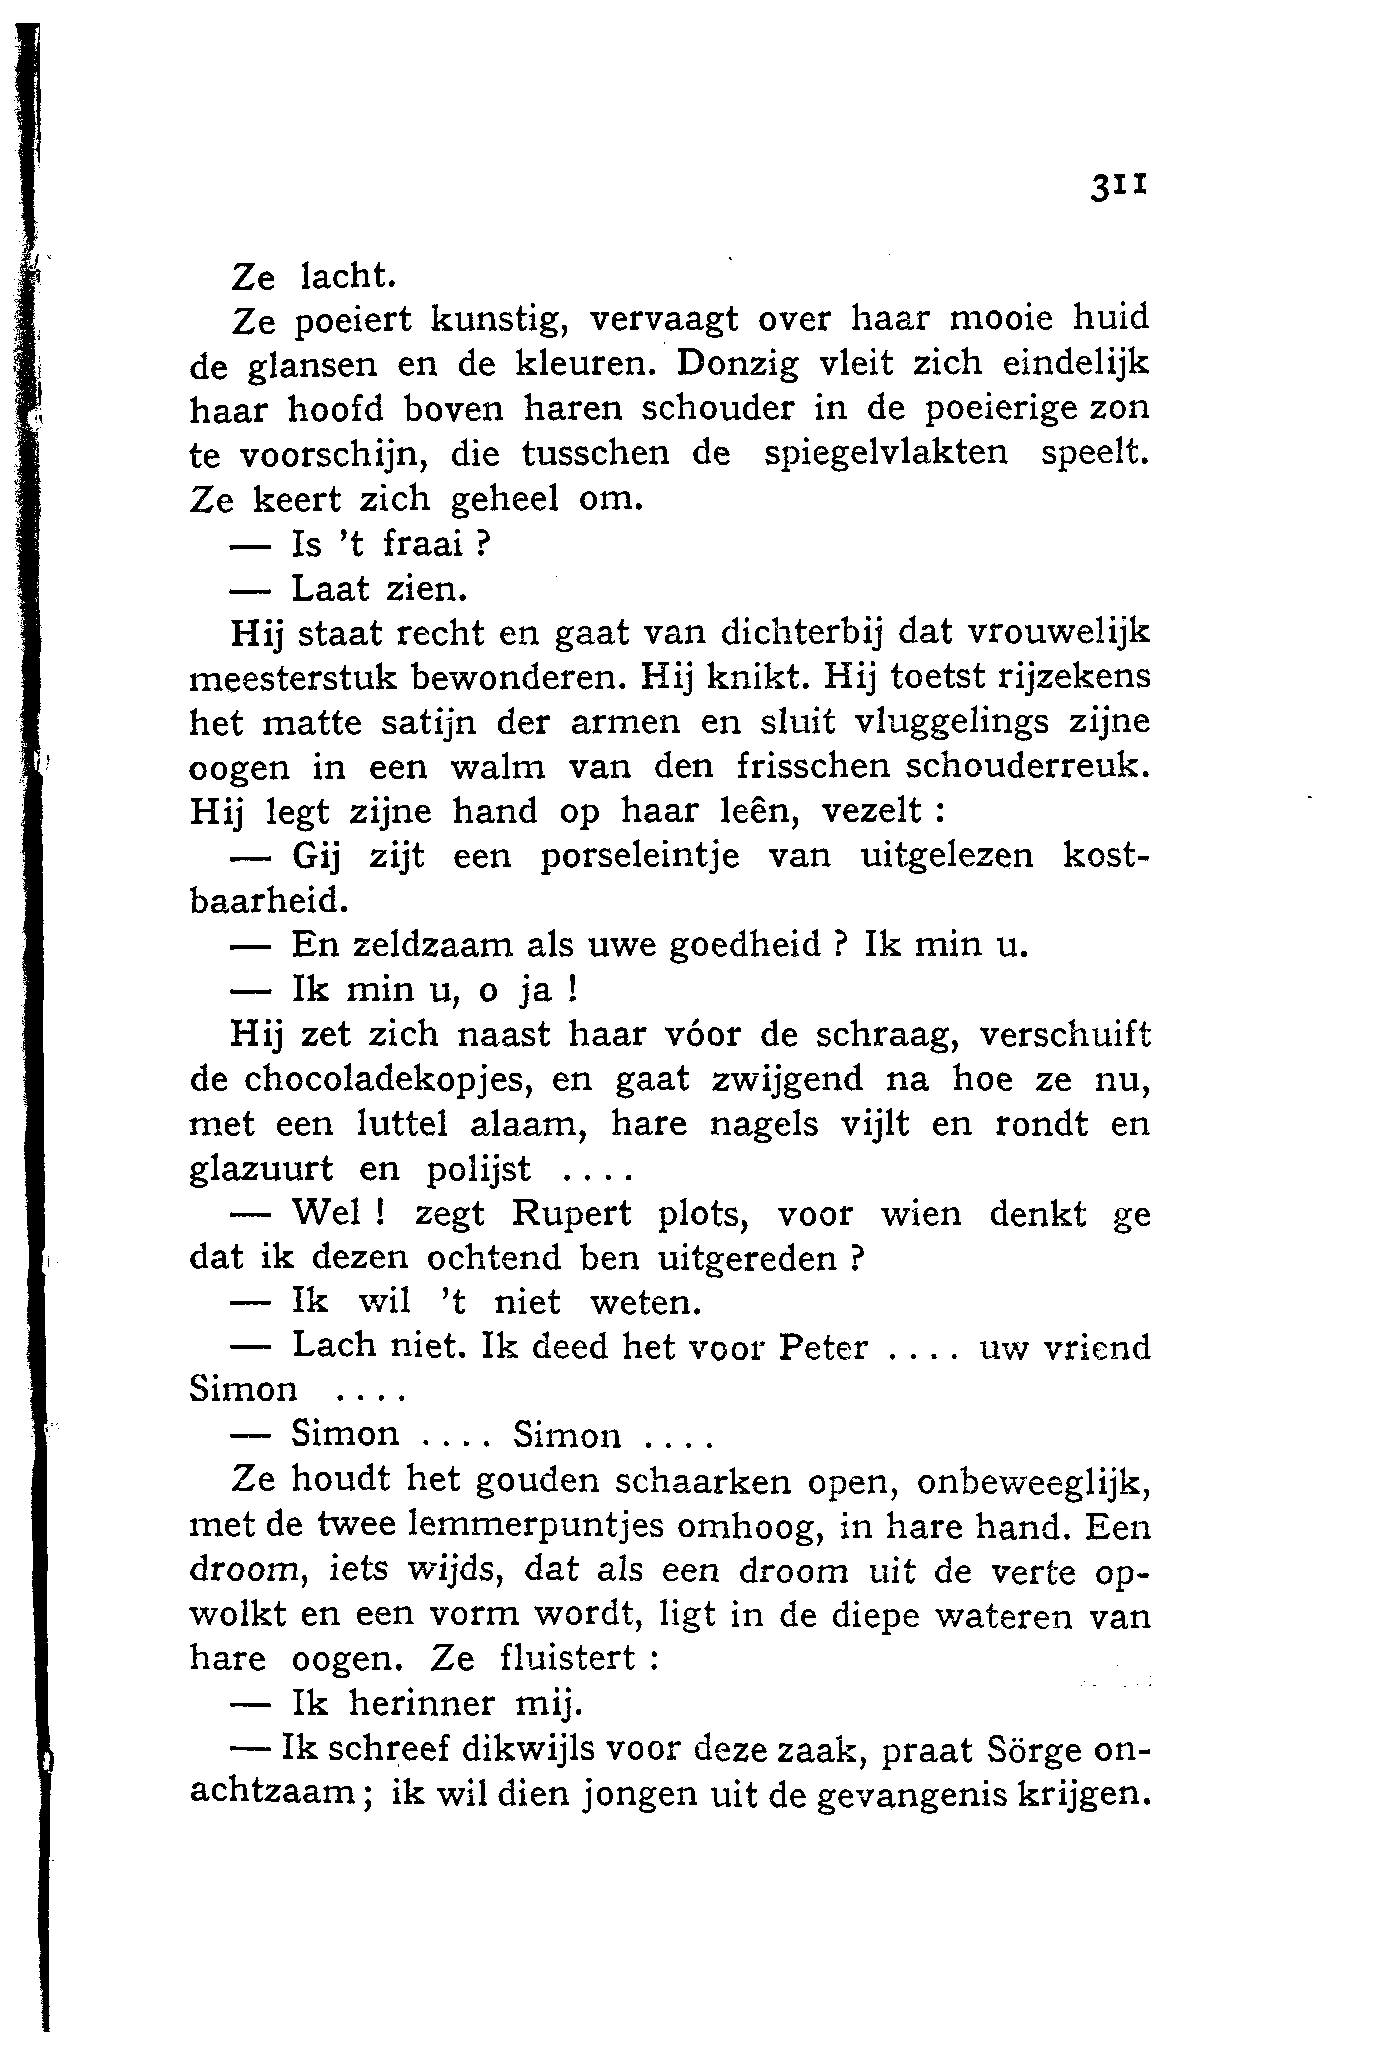 311
Ze lacht.
Ze poeiert kunstig, vervaagt over haar mooie huid
de glansen en de kleuren. Donzig vleit zich eindelijk
haar hoofd boven haren schouder in de poeierige zon
te voorschijn, die tusschen de spiegelvlakten speelt.
Ze keert zich geheel om.
— Is 't fraai ?
— Laat zien.
Hij staat recht en gaat van dichterbij dat vrouwelijk
meesterstuk bewonderen. Hij knikt. Hij toetst rijzekens
het matte satijn der armen en sluit vluggelings zijne
oogen in een walm van den frisschen schouderreuk.
Hij legt zijne hand op haar leên, vezelt :
— Gij zijt een porseleintje van uitgelezen kost-
baarheid.
— En zeldzaam als uwe goedheid ? Ik min u.
— Ik min u, o ja !
Hij zet zich naast haar vóor de schraag, verschuift
de chocoladekopjes, en gaat zwijgend na hoe ze nu,
met een luttel alaam, hare nagels vijlt en rondt en
glazuurt en polijst ....
— Wel ! zegt Rupert plots, voor wien denkt ge
dat ik dezen ochtend ben uitgereden ?
— Ik wil 't niet weten.
— Lach niet. Ik deed het voor Peter .... uw vriend
Simon ....
— Simon .... Simon ....
Ze houdt het gouden schaarken open, onbeweeglijk,
met de twee lemmerpuntjes omhoog, in hare hand. Een
droom, iets wijds, dat als een droom uit de verte op-
wolkt en een vorm wordt, ligt in de diepe wateren van
hare oogen. Ze fluistert :
— Ik herinner mij.
— Ik schreef dikwijls voor deze zaak, praat Sörge on-
achtzaam ; ik wil dien jongen uit de gevangenis krijgen.